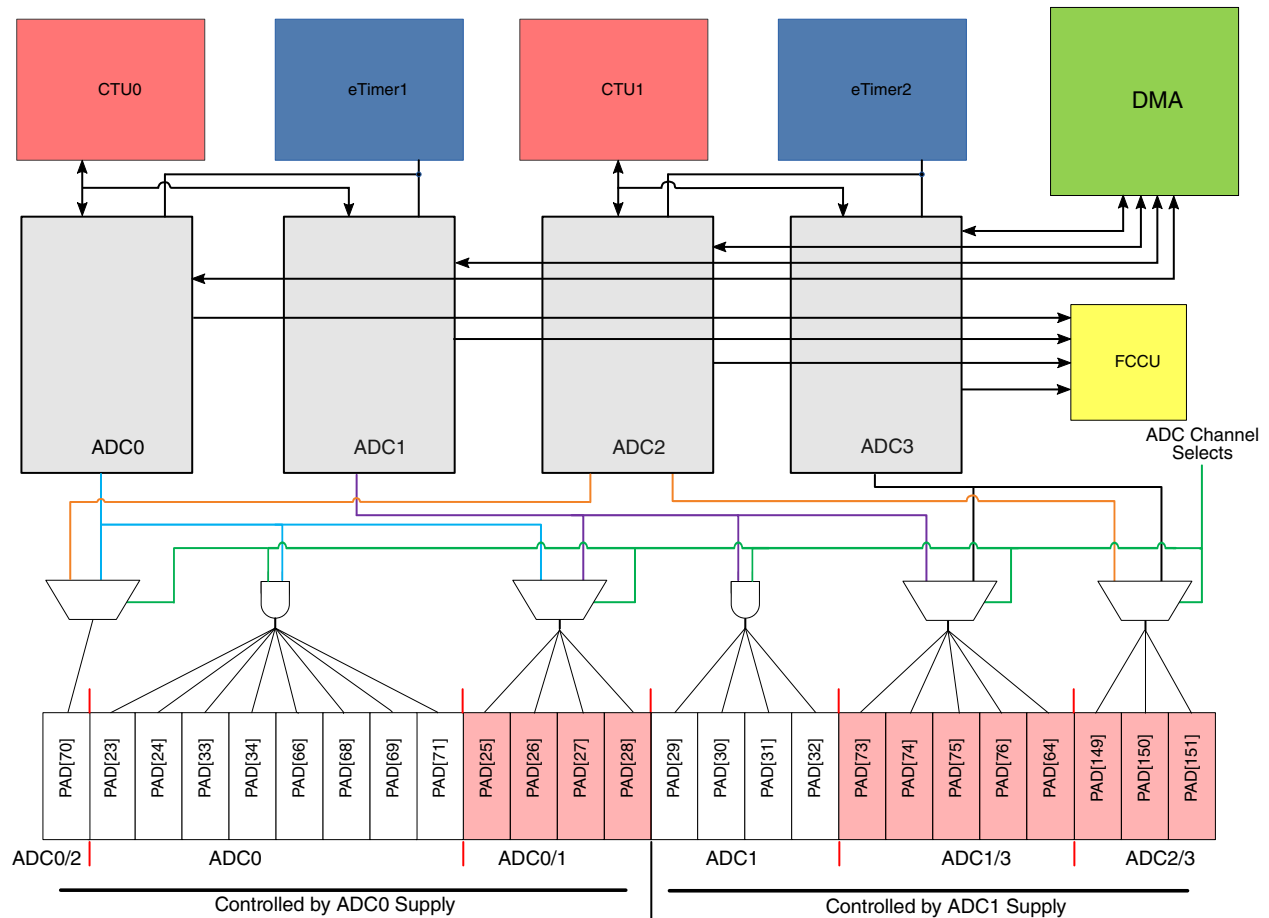 CTU0
eTimer1
CTU1
eTimer2
DMA
FCCU
ADC0
ADC1
ADC2
ADC3
ADC Channel
Selects
PAD[70]
PAD[23]
PAD[24]
PAD[33]
PAD[34]
PAD[66]
PAD[68]
PAD[69]
PAD[71]
PAD[25]
PAD[26]
PAD[27]
PAD[28]
PAD[29]
PAD[30]
PAD[31]
PAD[32]
PAD[73]
PAD[74]
PAD[75]
PAD[76]
PAD[64]
PAD[149]
PAD[150]
PAD[151]
ADC0/2
ADC0
ADC0/1
ADC1
ADC1/3
ADC2/3
Controlled by ADC0 Supply
Controlled by ADC1 Supply